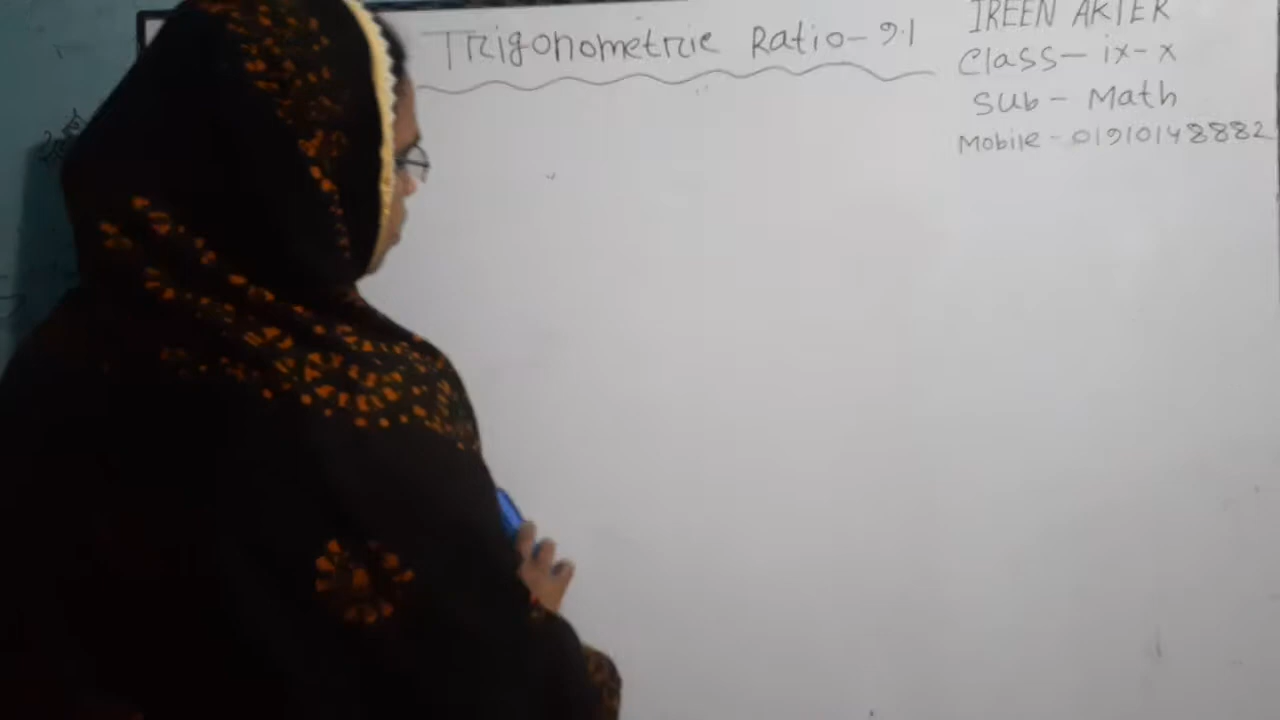 Trigonometric Ratio-9.1
IREEN AKTER
Class- ix-x
Sub - Math
Mobile - 01910148882